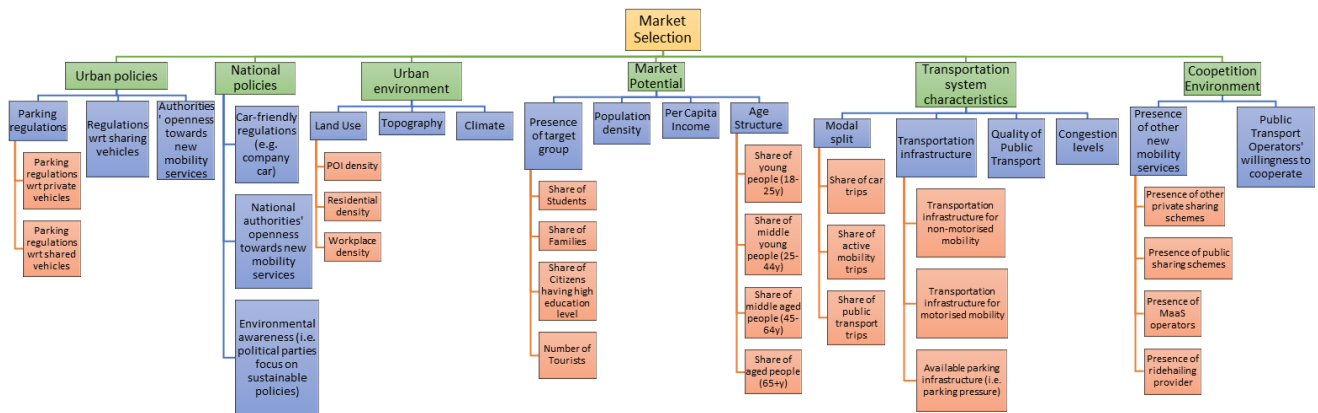 Market
Selection
Urban policies
National
policies
Urban
environment
Market
Potential
Transportation
system
characteristics
Coopetition
Environment
Parking
regulations
Regulations
wrt sharing
vehicles
Authorities
' openness
towards
new
mobility
services
Car-friendly
regulations
(e.g.
company
car)
National
authorities'
openness
towards new
mobility
services
Environmental
awareness (i.e.
political parties
focus on
sustainable
policies)
Land Use
Topography
Climate
Presence of
target
group
Population
density
Per Capita
Income
Age
Structure
Modal
split
Transportation
infrastructure
Quality of
Public
Transport
Congestion
levels
Presence
of other
new
mobility
services
Public
Transport
Operators'
willingness to
cooperate
Parking
regulations
wrt private
vehicles
Parking
regulations
wrt shared
vehicles
POI density
Residential
density
Workplace
density
Share of
Students
Share of
Families
Share of
Citizens
having high
education
level
Number of
Tourists
Share of
young
people (18-
25y)
Share of
middle
young
people (25-
44y)
Share of
middle aged
people (45-
64y)
Share of
aged people
(65+y)
Share of car
trips
Share of
active
mobility
trips
Share of
public
transport
trips
Transportation
infrastructure for
non-motorised
mobility
Transportation
infrastructure for
motorised mobility
Available parking
infrastructure (i.e.
parking pressure)
Presence of other
private sharing
schemes
Presence of public
sharing schemes
Presence of
MaaS
operators
Presence of
ridehailing
provider